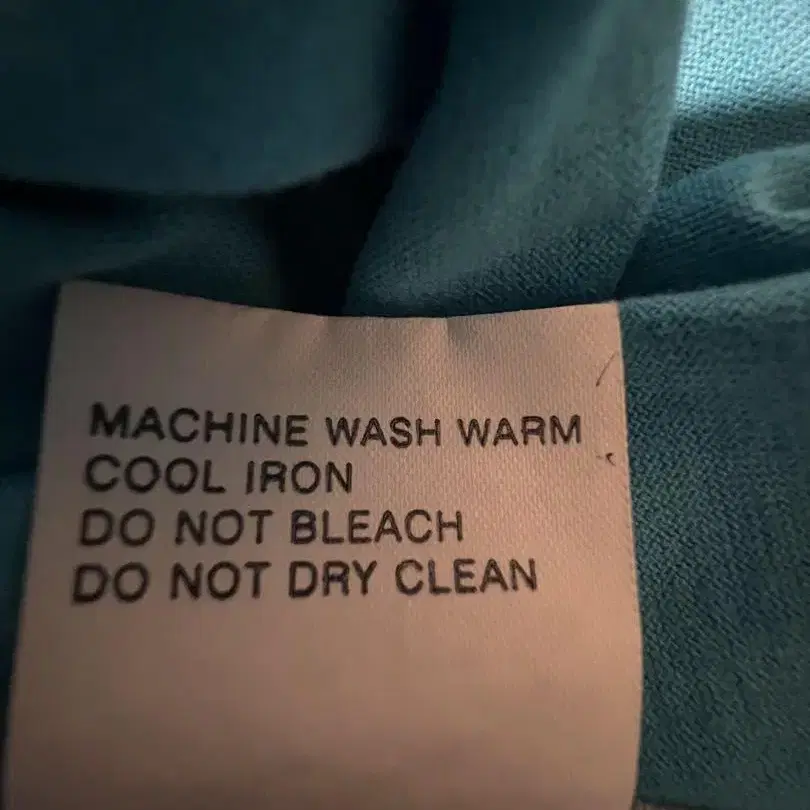 MACHINE WASH WARM
COOL IRON
DO NOT BLEACH
DO NOT DRY CLEAN